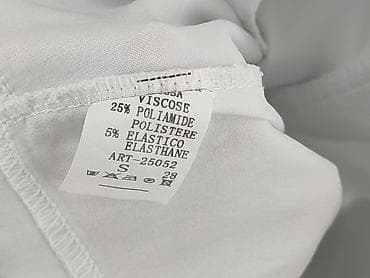 VISCOSE
25% POLIAMIDE
POLISTERE
5% ELASTICO
ELASTHANE
ART-25052
S
28